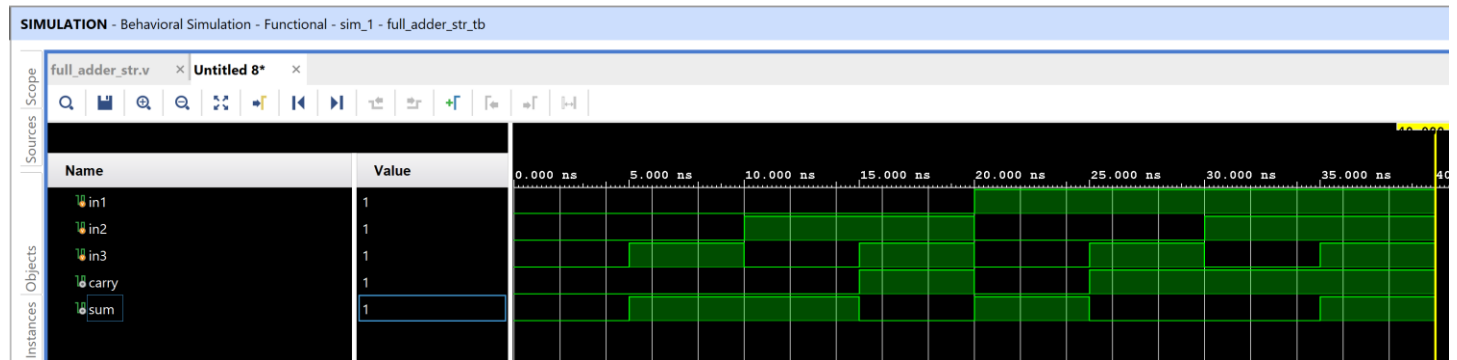 SIMULATION - Behavioral Simulation - Functional - sim_1 - full_adder_str_tb
full_adder_str.v × Untitled 8* ×
Scope
Sources
Objects
Instances
Name Value
0.000 ns 5.000 ns 10.000 ns 15.000 ns 20.000 ns 25.000 ns 30.000 ns 35.000 ns 40
in1 1
in2 1
in3 1
carry 1
sum 1